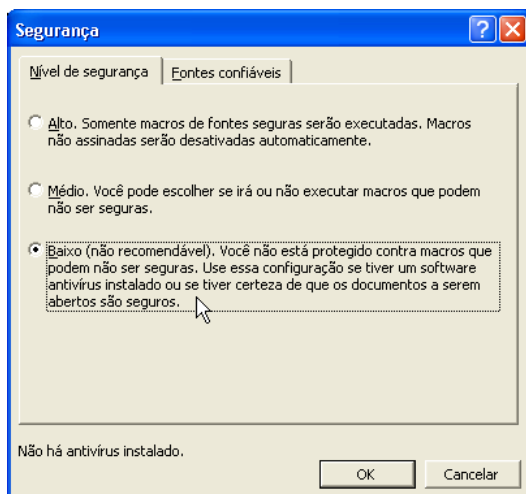 Segurança
Nível de segurança
Fontes confiáveis
Alto. Somente macros de fontes seguras serão executadas. Macros
não assinadas serão desativadas automaticamente.
Médio. Você pode escolher se irá ou não executar macros que podem
não ser seguras.
Baixo (não recomendável). Você não está protegido contra macros que
podem não ser seguras. Use essa configuração se tiver um software
antivírus instalado ou se tiver certeza de que os documentos a serem
abertos são seguros.
Não há antivírus instalado.
OK
Cancelar